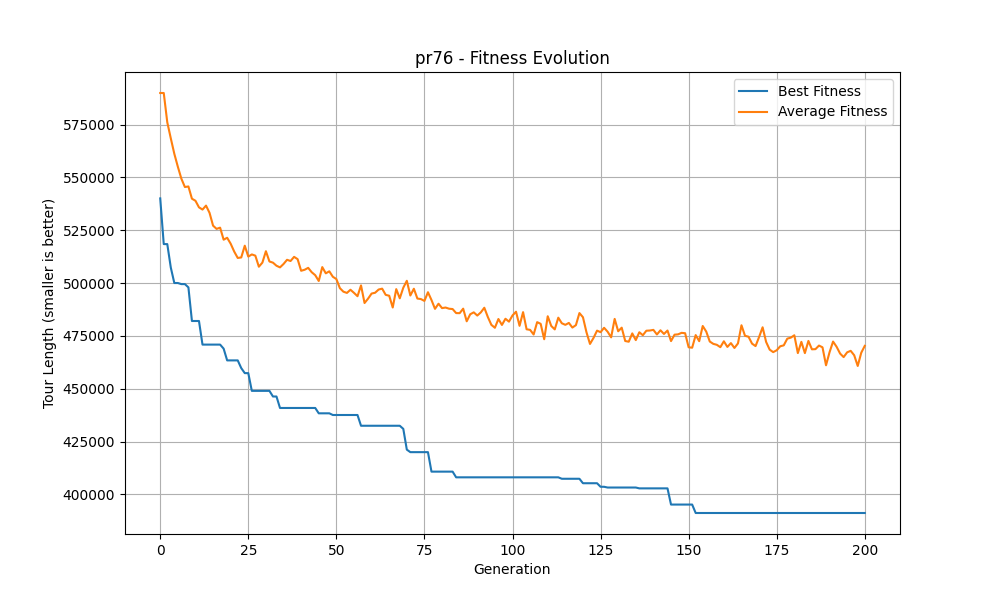 pr76 - Fitness Evolution
Best Fitness
Average Fitness
Tour Length (smaller is better)
575000
550000
525000
500000
475000
450000
425000
400000
0 25 50 75 100 125 150 175 200
Generation